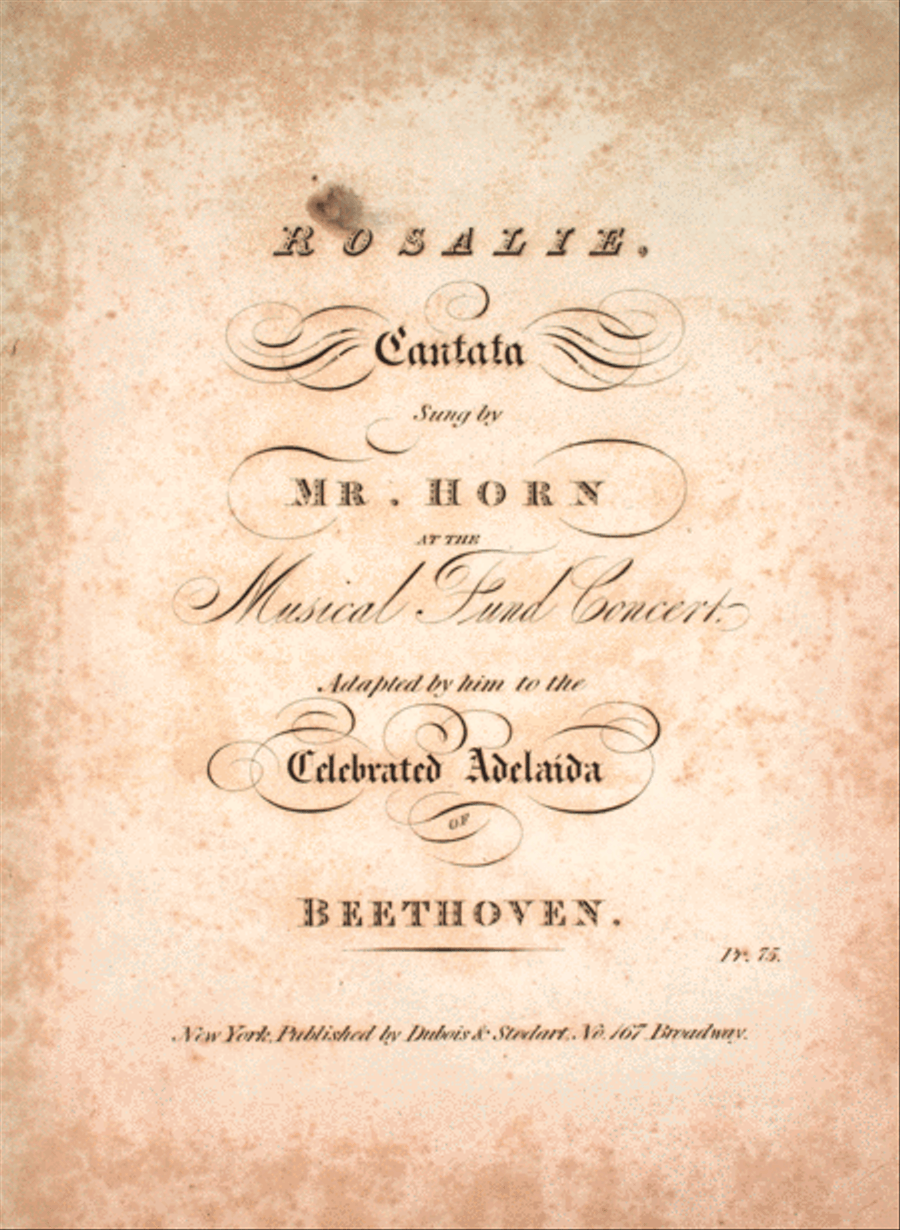 ROSALIE.
Cantata
Sung by
MR. HORN
AT THE
Musical Fund Concert.
Adapted by him to the
Celebrated Adelaida
OF
BEETHOVEN.
Pr. 75.
New York, Published by Dubois & Stodart, No. 167 Broadway.